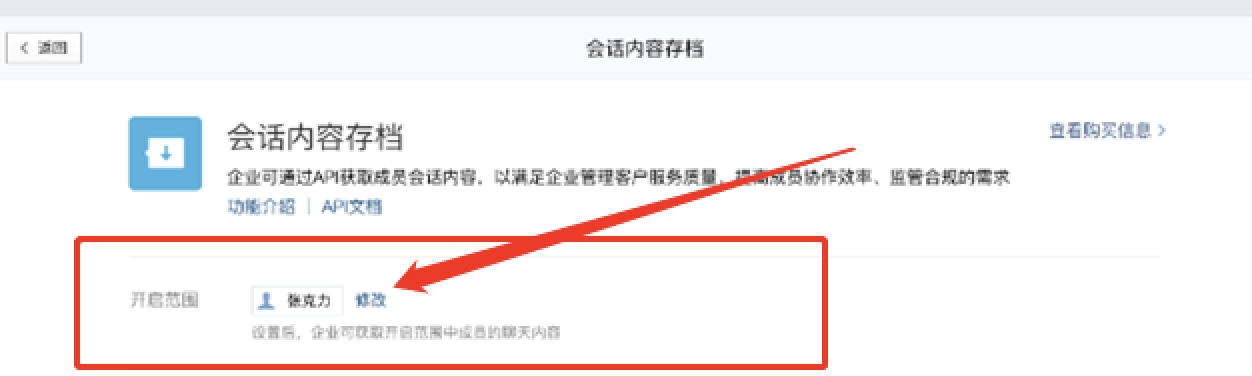 < 返回
会话内容存档
会话内容存档
查看购买信息 >
企业可通过API获取成员会话内容，以满足企业管理客户服务质量、提高成员协作效率、监管合规的需求
功能介绍 | API文档
开启范围
张克力 修改
设置后，企业可获取开启范围中成员的聊天内容